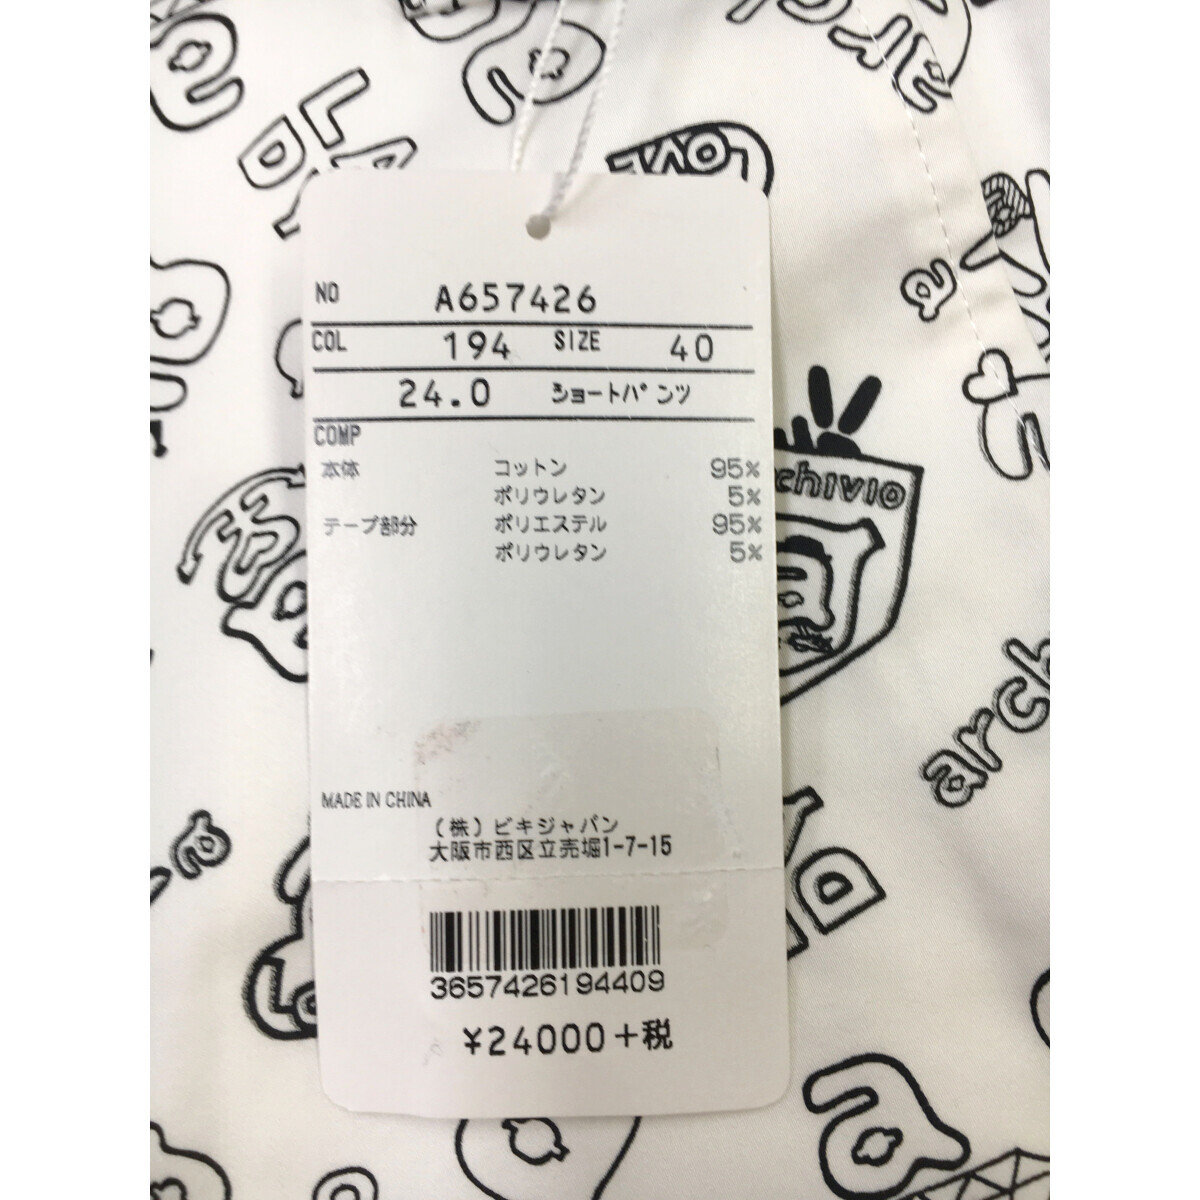 LOVE
a
NO A657426
COL 194 SIZE 40
24.0 ショートパンツ
COMP
本体 コットン 95%
ポリウレタン 5%
テープ部分 ポリエステル 95%
ポリウレタン 5%
chivio
arch
MADE IN CHINA
(株)ビキジャパン
大阪市西区立売堀1-7-15
3657426194409
¥24000+税